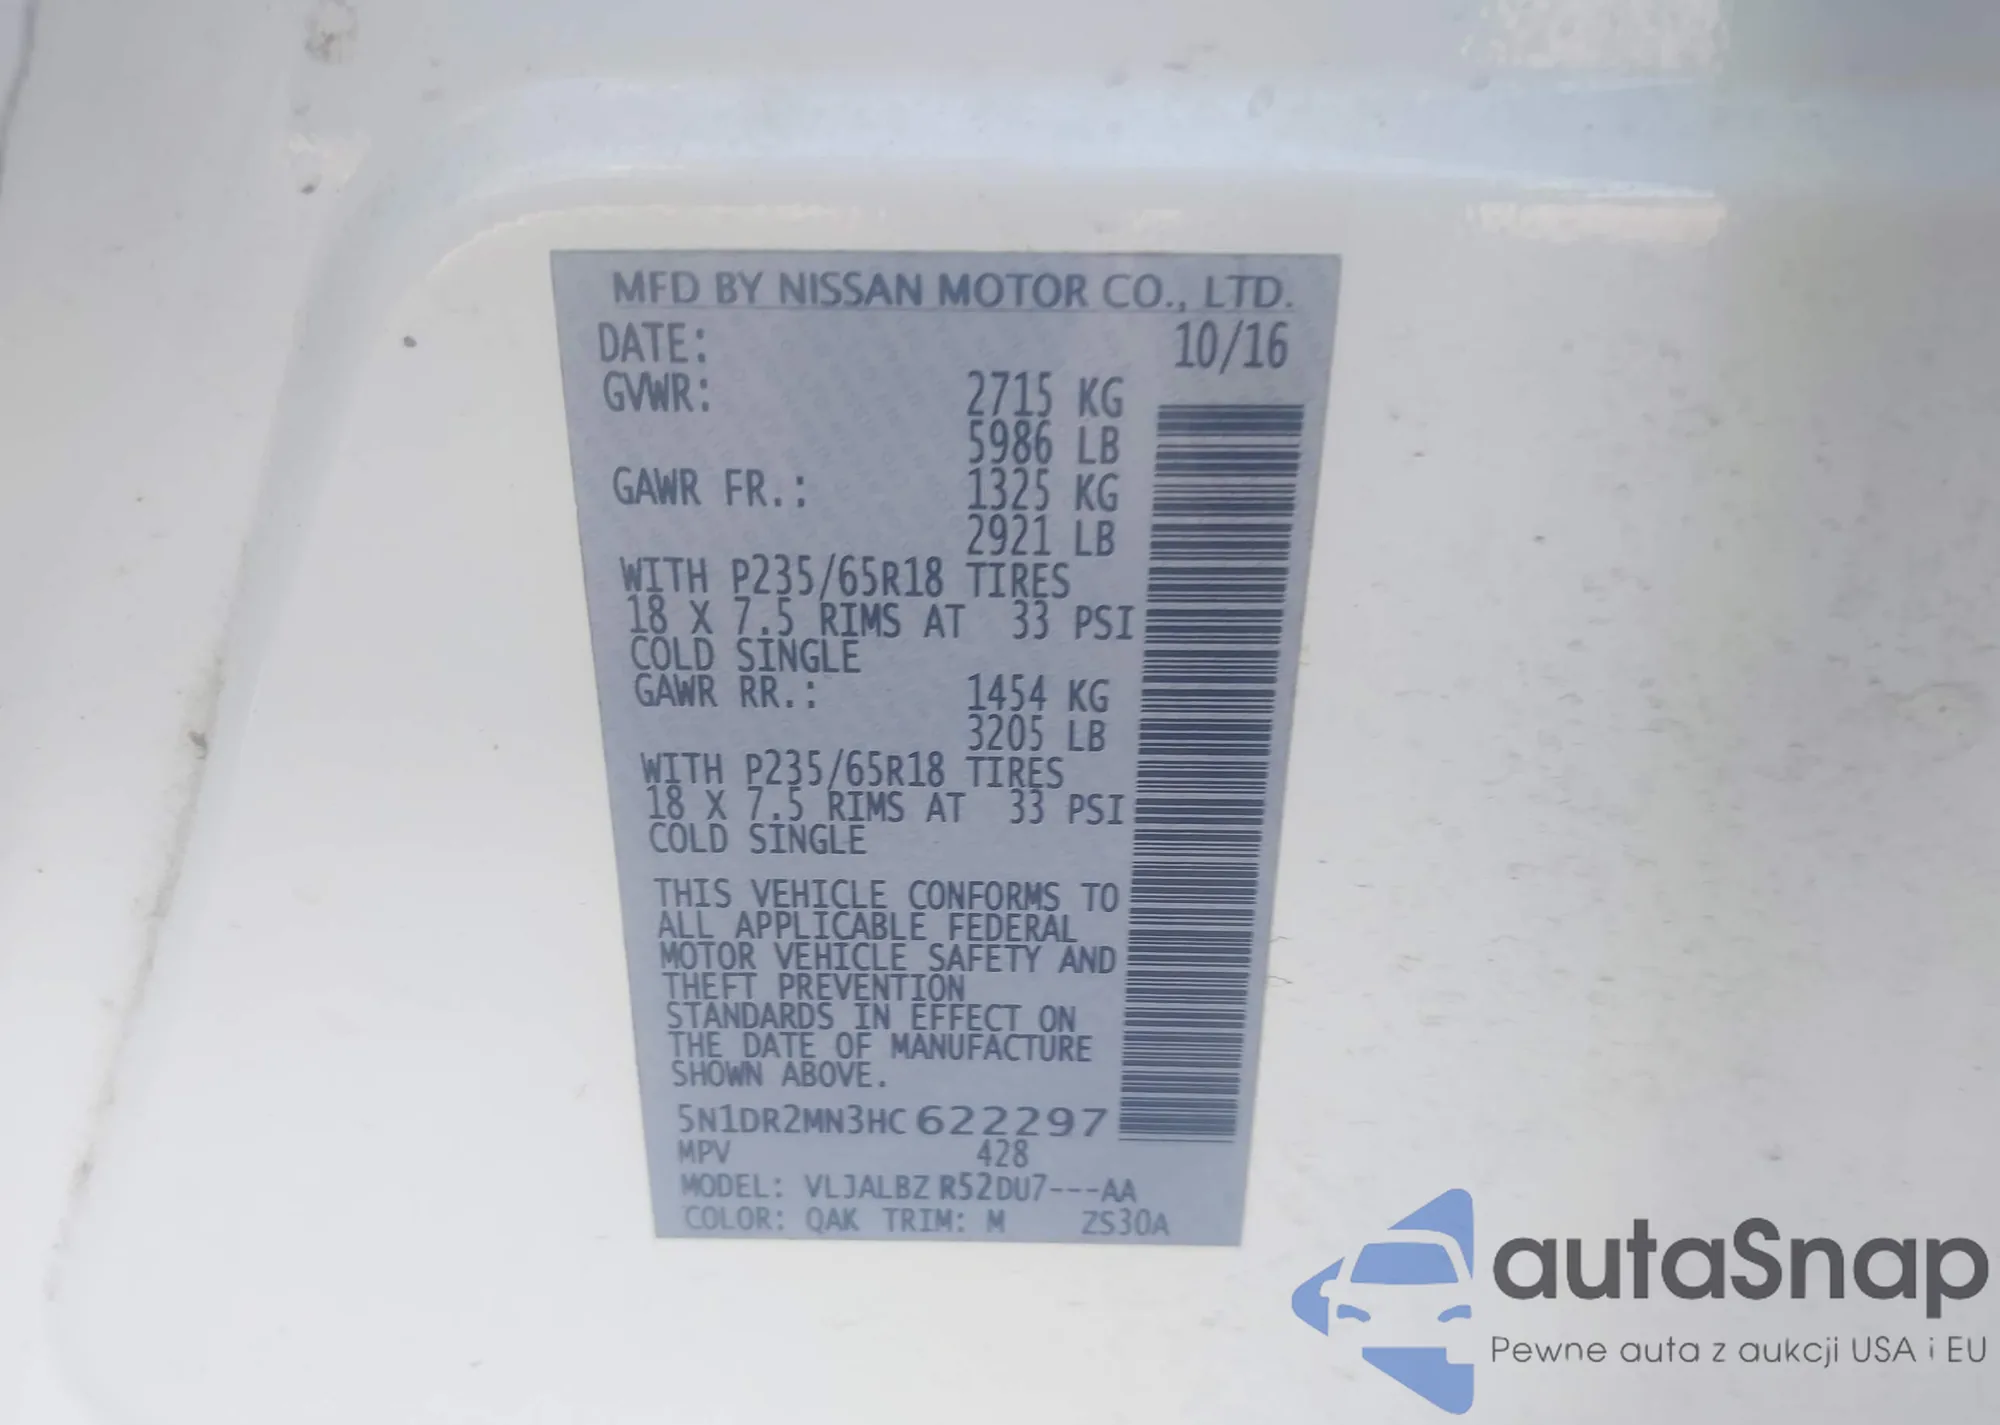 MFD BY NISSAN MOTOR CO., LTD.
DATE: 10/16
GVWR: 2715 KG
5986 LB
GAWR FR.: 1325 KG
2921 LB
WITH P235/65R18 TIRES
18 X 7.5 RIMS AT 33 PSI
COLD SINGLE
GAWR RR.: 1454 KG
3205 LB
WITH P235/65R18 TIRES
18 X 7.5 RIMS AT 33 PSI
COLD SINGLE
THIS VEHICLE CONFORMS TO
ALL APPLICABLE FEDERAL
MOTOR VEHICLE SAFETY AND
THEFT PREVENTION
STANDARDS IN EFFECT ON
THE DATE OF MANUFACTURE
SHOWN ABOVE.
5N1DR2MN3HC622297
MPV 428
MODEL: VLJALBZ R52DU7---AA
COLOR: QAK TRIM: M ZS30A
autaSnap
Pewne auta z aukcji USA i EU